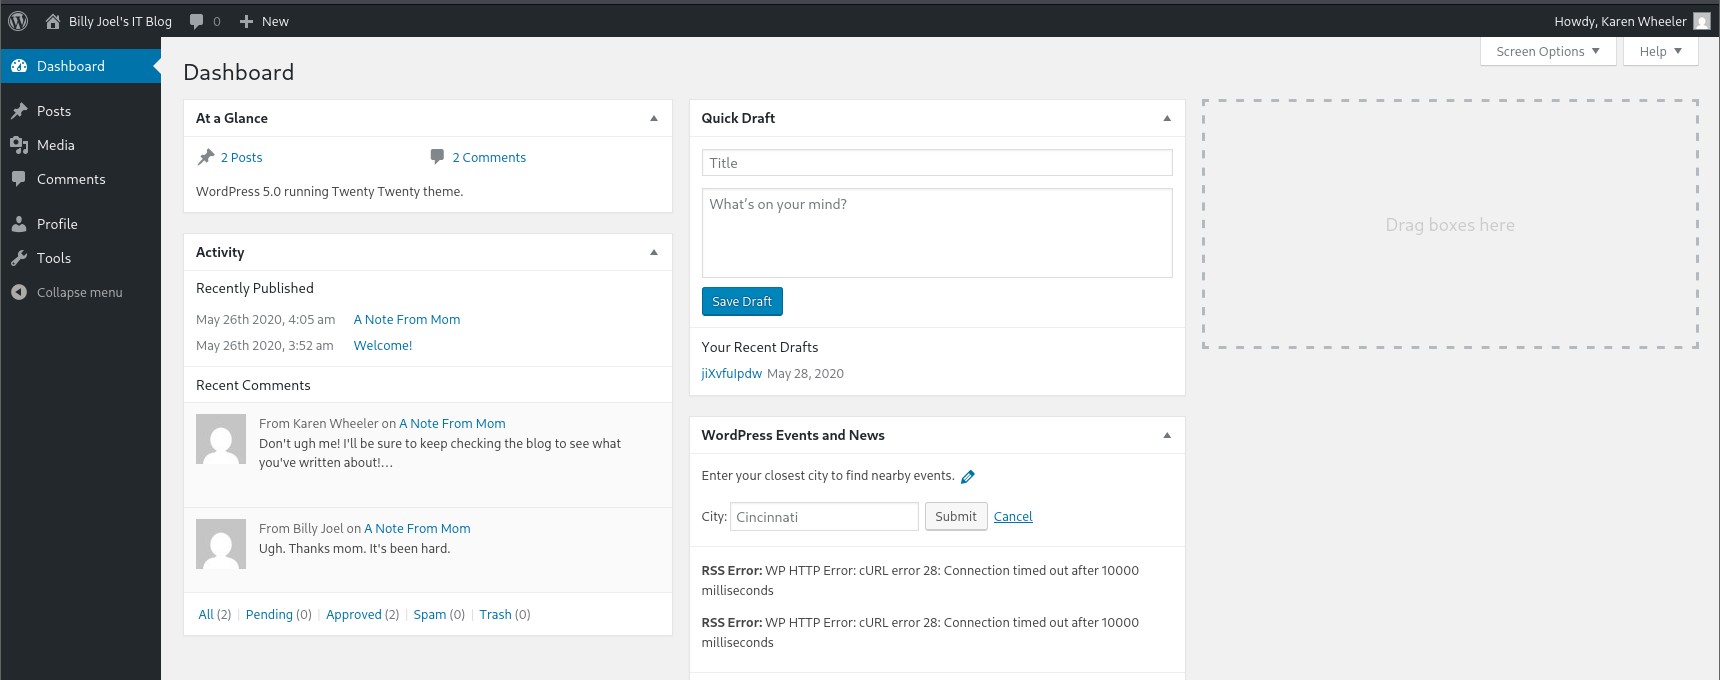 Billy Joel's IT Blog 0 New Howdy, Karen Wheeler
Screen Options Help
Dashboard
Posts
Media
Comments
Profile
Tools
Collapse menu
Dashboard
At a Glance
2 Posts 2 Comments
WordPress 5.0 running Twenty Twenty theme.
Activity
Recently Published
May 26th 2020, 4:05 am A Note From Mom
May 26th 2020, 3:52 am Welcome!
Recent Comments
From Karen Wheeler on A Note From Mom
Don't ugh me! I'll be sure to keep checking the blog to see what
you've written about!…
From Billy Joel on A Note From Mom
Ugh. Thanks mom. It's been hard.
All (2) | Pending (0) | Approved (2) | Spam (0) | Trash (0)
Quick Draft
Title
What's on your mind?
Save Draft
Your Recent Drafts
jiXvfuIpdw May 28, 2020
WordPress Events and News
Enter your closest city to find nearby events.
City: Cincinnati Submit Cancel
RSS Error: WP HTTP Error: cURL error 28: Connection timed out after 10000
milliseconds
RSS Error: WP HTTP Error: cURL error 28: Connection timed out after 10000
milliseconds
Drag boxes here